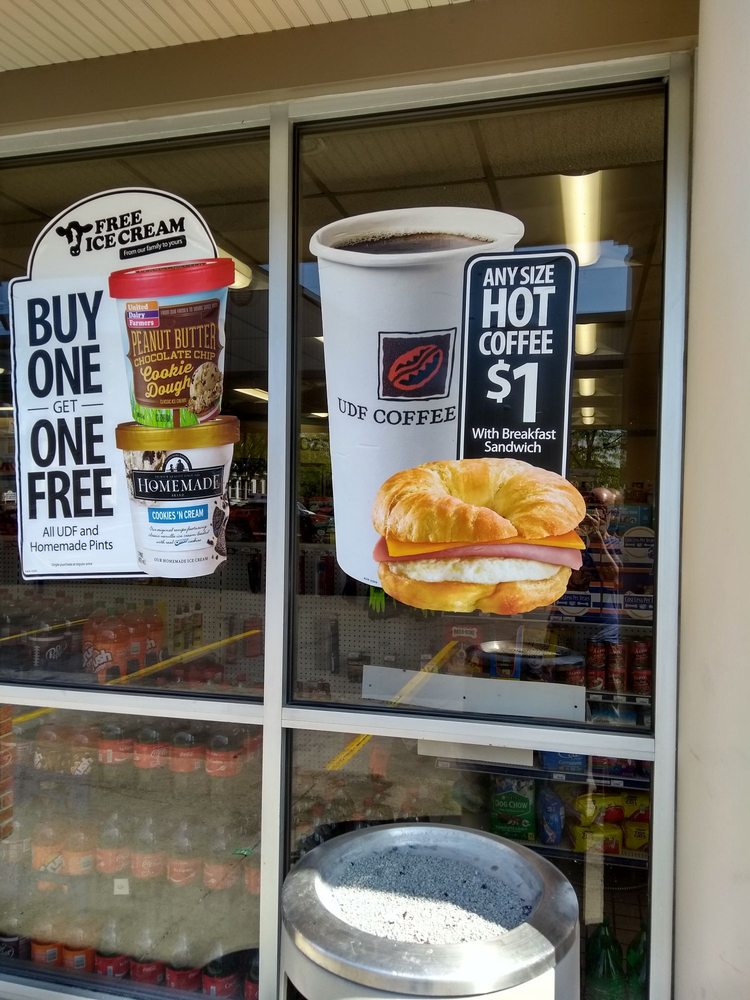 FREE
ICE CREAM
From our family to yours
BUY
ONE
GET
ONE
FREE
All UDF and
Homemade Pints
United
Dairy
Farmers
PEANUT BUTTER
CHOCOLATE CHIP
Cookie
Dough
HOMEMADE
BRAND
COOKIES 'N CREAM
UDF COFFEE
ANY SIZE
HOT
COFFEE
$1
With Breakfast
Sandwich
DOG CHOW